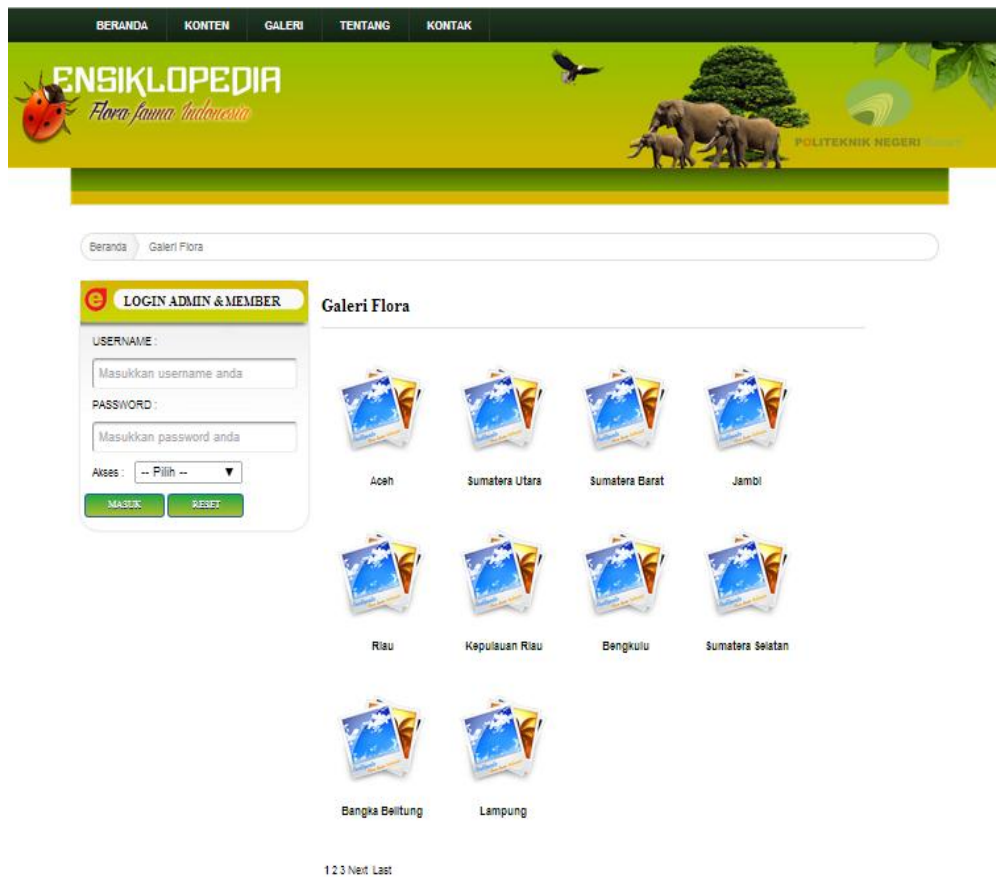 BERANDA KONTEN GALERI TENTANG KONTAK
ENSIKLOPEDIA
Flora fauna Indonesia
POLITEKNIK NEGERI
Beranda Galeri Flora
LOGIN ADMIN & MEMBER
USERNAME :
Masukkan username anda
PASSWORD :
Masukkan password anda
Akses : -- Pilih --
MASUK RESET
Galeri Flora
Aceh Sumatera Utara Sumatera Barat Jambi
Riau Kepulauan Riau Bengkulu Sumatera Selatan
Bangka Belitung Lampung
1 2 3 Next Last